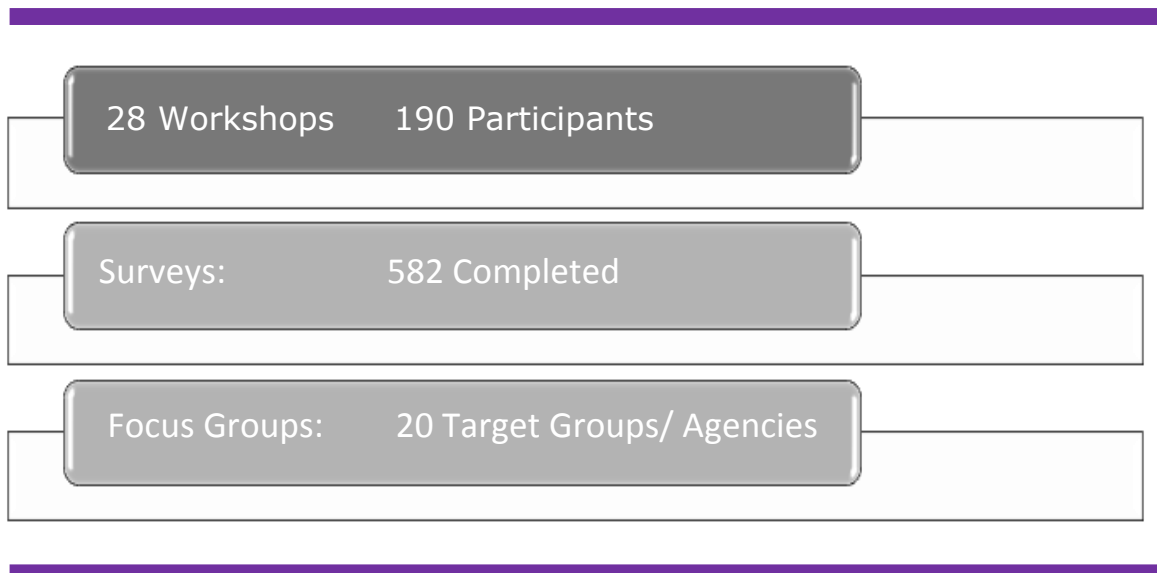 28 Workshops 190 Participants
Surveys: 582 Completed
Focus Groups: 20 Target Groups/ Agencies